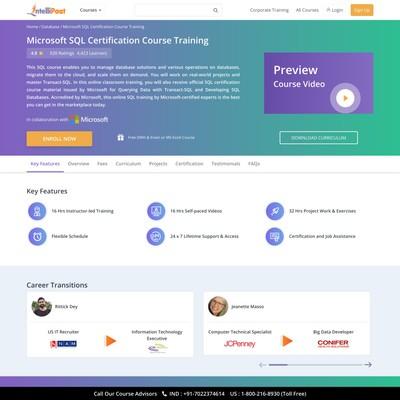 IntelliPaat
Courses
Corporate Training
All Courses
Login
Sign Up
Home / Database / Microsoft SQL Certification Course Training
Microsoft SQL Certification Course Training
4.8 ★ 920 Ratings 4,413 Learners
This SQL course enables you to manage database solutions and various operations on databases,
migrate them to the cloud, and scale them on demand. You will work on real-world projects and
master Transact-SQL. In this online classroom training, you will also receive official SQL certification
course material issued by Microsoft for Querying Data with Transact-SQL and Developing SQL
Databases. Accredited by Microsoft, this online SQL training by Microsoft-certified experts is the best
you can get in the marketplace today.
In collaboration with Microsoft
Preview
Course Video
ENROLL NOW
DOWNLOAD CURRICULUM
Key Features
Overview
Fees
Curriculum
Projects
Certification
Testimonials
FAQs
Key Features
16 Hrs Instructor-led Training
16 Hrs Self-paced Videos
32 Hrs Project Work & Exercises
Flexible Schedule
24 x 7 Lifetime Support & Access
Certification and Job Assistance
Career Transitions
Rittick Dey
US IT Recruiter
NAM
Information Technology
Executive
Jeanette Masso
Computer Technical Specialist
JCPenney
Big Data Developer
CONIFER
HEALTH SOLUTIONS
Call Our Course Advisors IND : +91-7022374614 US : 1-800-216-8930 (Toll Free)